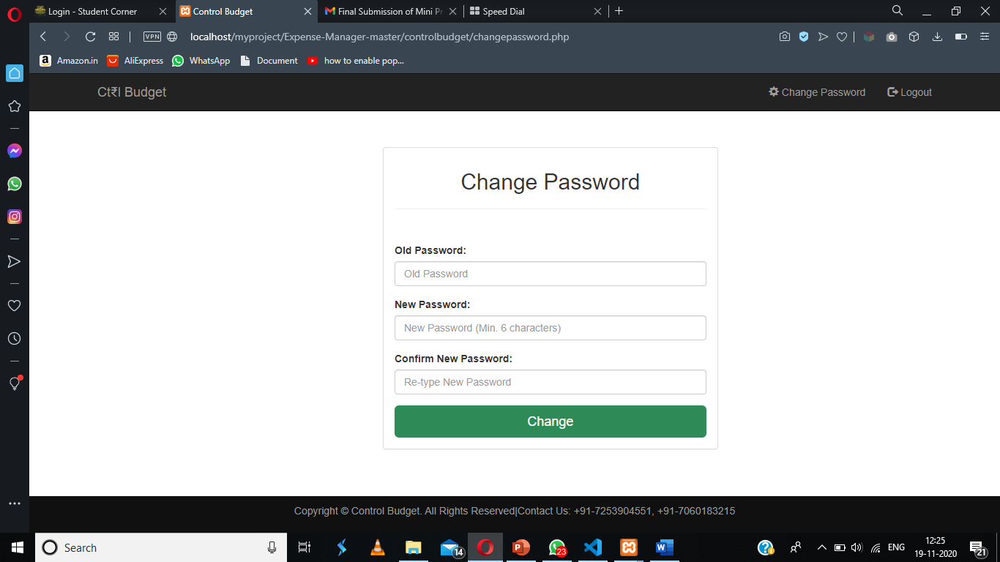 Login - Student Corner
Control Budget
Final Submission of Mini Pr
Speed Dial
VPN
localhost/myproject/Expense-Manager-master/controlbudget/changepassword.php
a Amazon.in
AliExpress
WhatsApp
Document
how to enable pop...
Ct₹l Budget
Change Password
Logout
Change Password
Old Password:
Old Password
New Password:
New Password (Min. 6 characters)
Confirm New Password:
Re-type New Password
Change
Copyright © Control Budget. All Rights Reserved|Contact Us: +91-7253904551, +91-7060183215
Search
14
23
ENG
12:25
19-11-2020
21